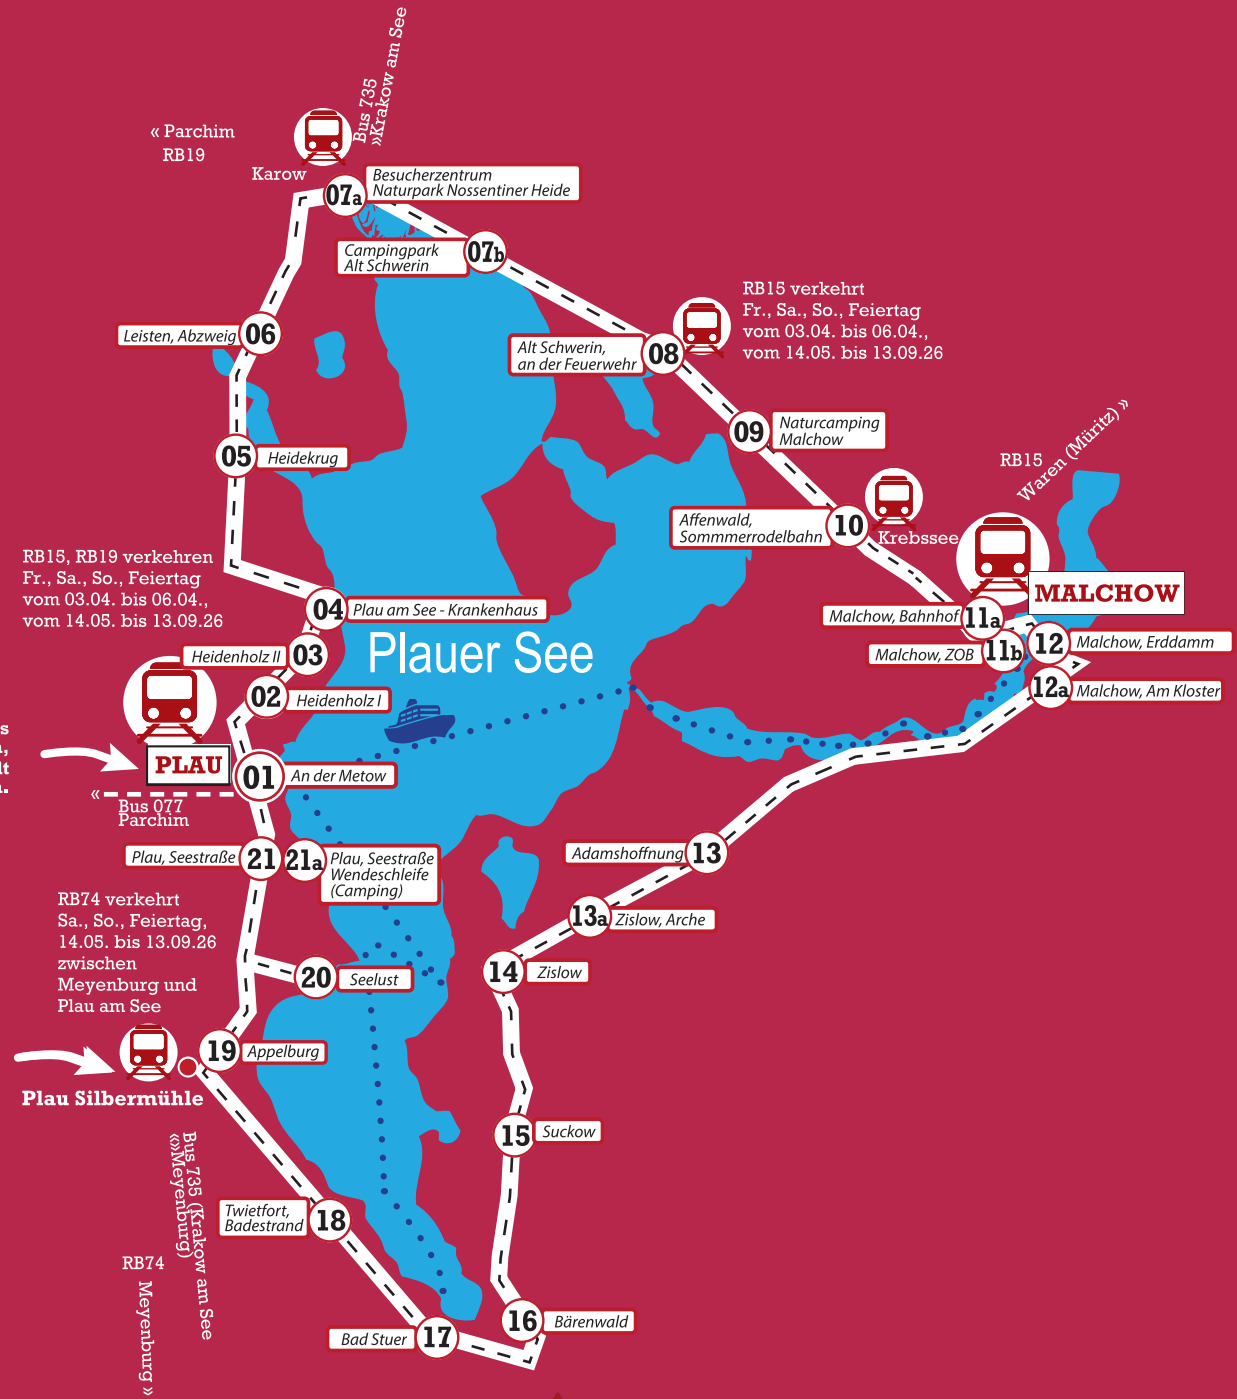 Bus 735
»Krakow am See
« Parchim
RB19
Karow
07a
Besucherzentrum
Naturpark Nossentiner Heide
Campingpark
Alt Schwerin
07b
RB15 verkehrt
Fr., Sa., So., Feiertag
vom 03.04. bis 06.04.,
vom 14.05. bis 13.09.26
Leisten, Abzweig
06
Alt Schwerin,
an der Feuerwehr
08
09
Naturcamping
Malchow
05
Heidekrug
RB15
Waren (Müritz) »
Affenwald,
Sommmerrodelbahn
10
Krebssee
RB15, RB19 verkehren
Fr., Sa., So., Feiertag
vom 03.04. bis 06.04.,
vom 14.05. bis 13.09.26
MALCHOW
04
Plau am See - Krankenhaus
Malchow, Bahnhof
11a
Malchow, ZOB
11b
12
Malchow, Erddamm
12a
Malchow, Am Kloster
Heidenholz II
03
Plauer See
02
Heidenholz I
s
lt
PLAU
01
An der Metow
«
Bus 077
Parchim
Plau, Seestraße
21
21a
Plau, Seestraße
Wendeschleife
(Camping)
Adamshoffnung
13
13a
Zislow, Arche
RB74 verkehrt
Sa., So., Feiertag,
14.05. bis 13.09.26
zwischen
Meyenburg und
Plau am See
14
Zislow
20
Seelust
19
Appelburg
Plau Silbermühle
15
Suckow
Bus 735 (Krakow am See
«»Meyenburg)
Twietfort,
Badestrand
18
RB74
Meyenburg »
16
Bärenwald
Bad Stuer
17